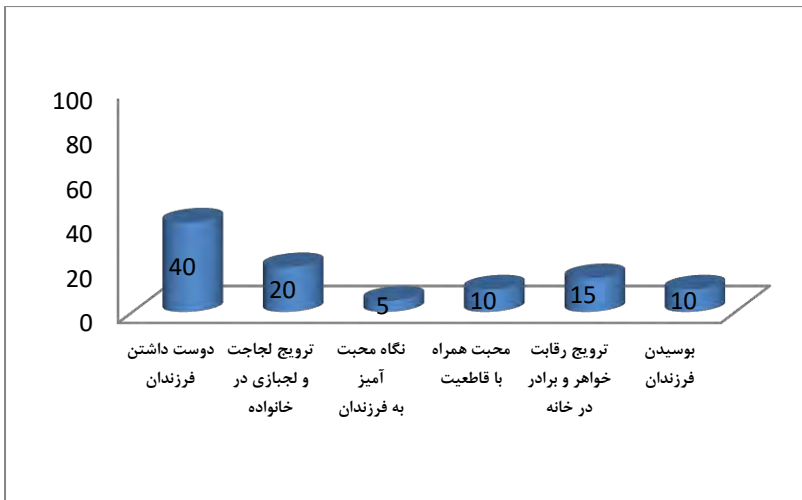 100
80
60
40
20
0
40
20
5
10
15
10
دوست داشتن
فرزندان
ترویج لجاجت
و لجبازی در
خانواده
نگاه محبت
آمیز
به فرزندان
محبت همراه
با قاطعیت
ترویج رقابت
خواهر و برادر
در خانه
بوسیدن
فرزندان